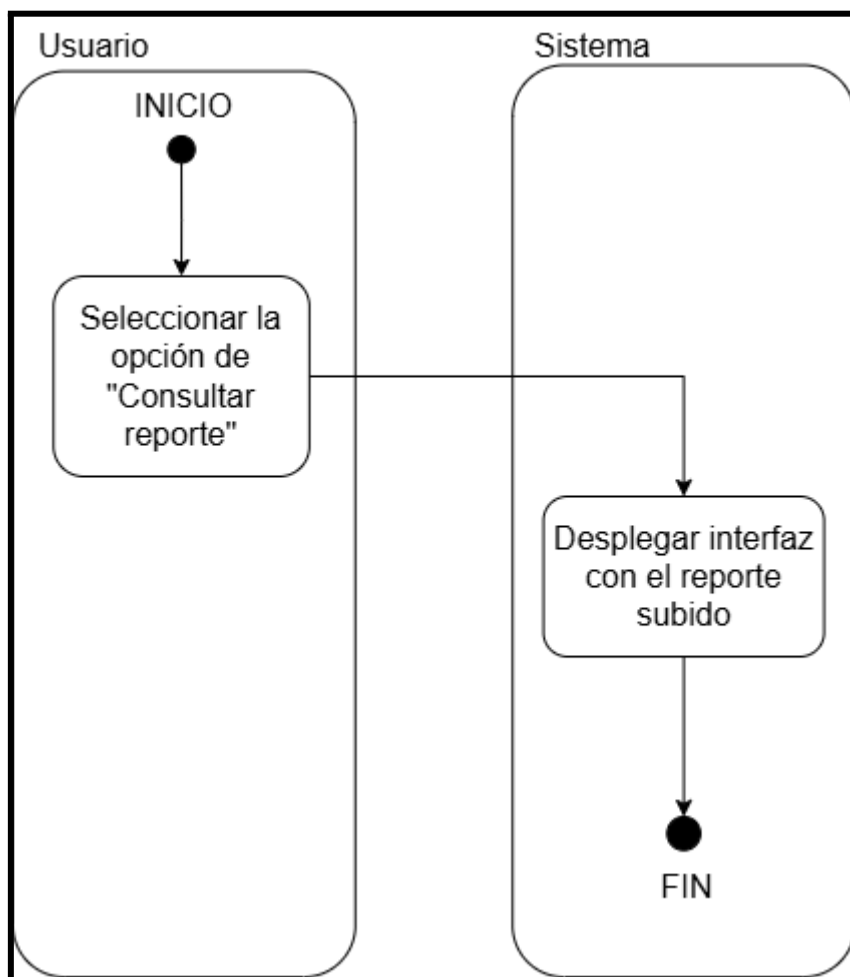 Usuario
Sistema
INICIO
Seleccionar la
opción de
"Consultar
reporte"
Desplegar interfaz
con el reporte
subido
FIN